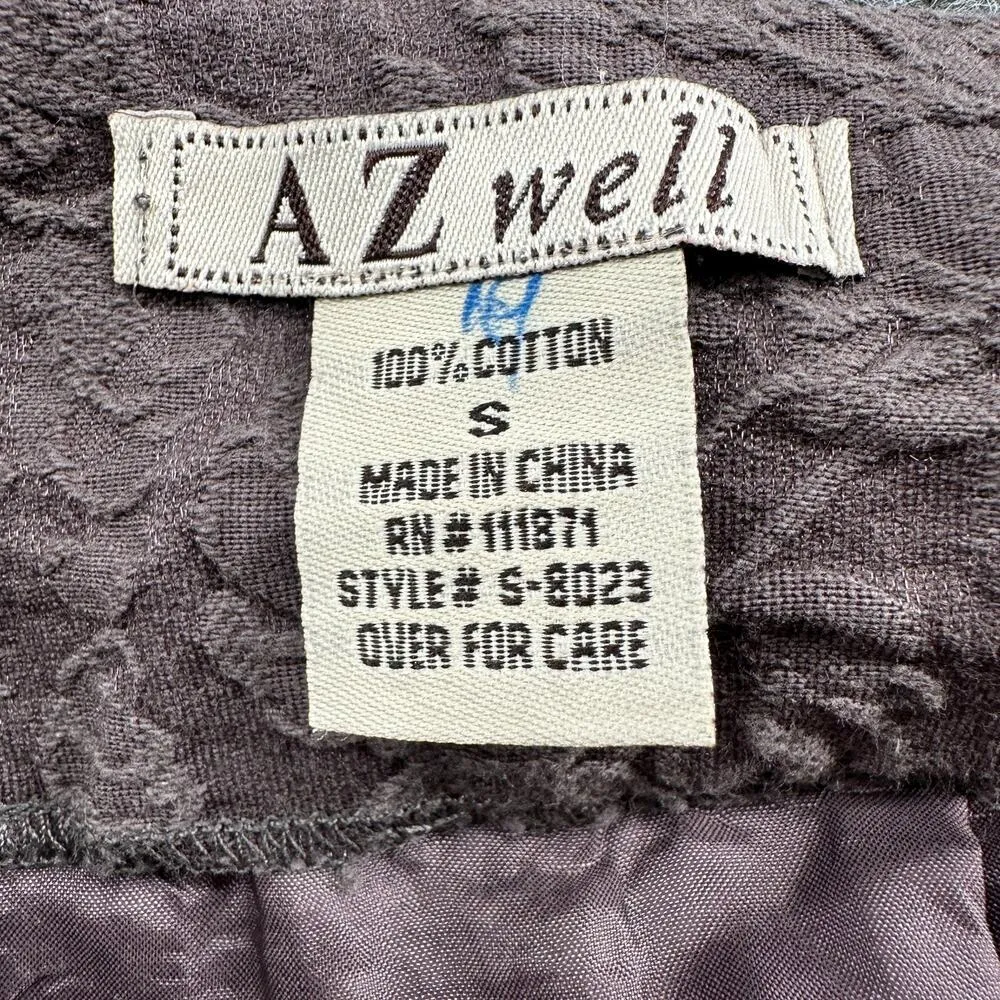 AZ well
100% COTTON
S
MADE IN CHINA
RN # 111871
STYLE# S-8023
OVER FOR CARE